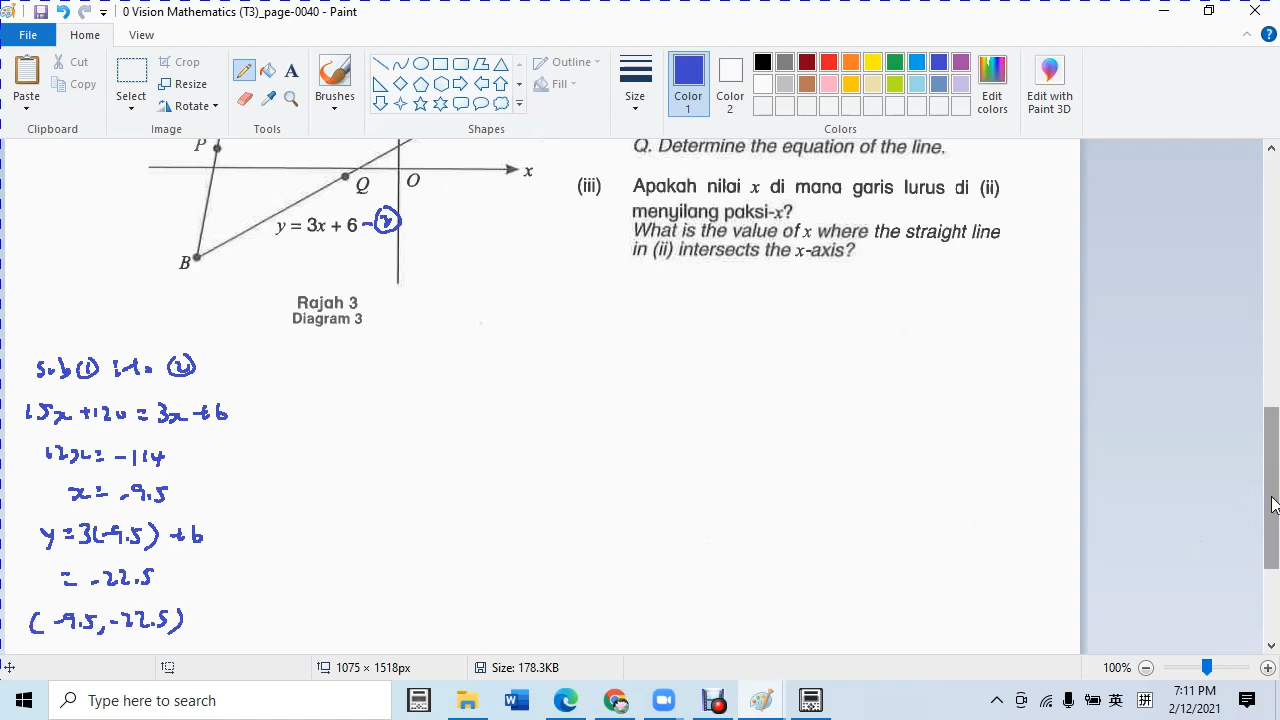 0 Vision Mathematics (T3)_page-0040 - Paint
File Home View
Paste Cut Copy Clipboard
Select Crop Resize Rotate Image
A Tools
Brushes
Outline Fill Shapes
Size
Color 1 Color 2 Edit colors Colors
Edit with Paint 3D
P
Q O x
y = 3x + 6 - ②
B
Rajah 3
Diagram 3
Q. Determine the equation of the line.
(iii) Apakah nilai x di mana garis lurus di (ii)
menyilang paksi-x?
What is the value of x where the straight line
in (ii) intersects the x-axis?
sub ① into ②
15x + 120 = 3x + 6
12x = -114
x = -9.5
y = 3(-9.5) + 6
= -22.5
(-9.5, -22.5)
1075 × 1518px Size: 178.3KB 100%
Type here to search
英 拼 7:11 PM
2/12/2021